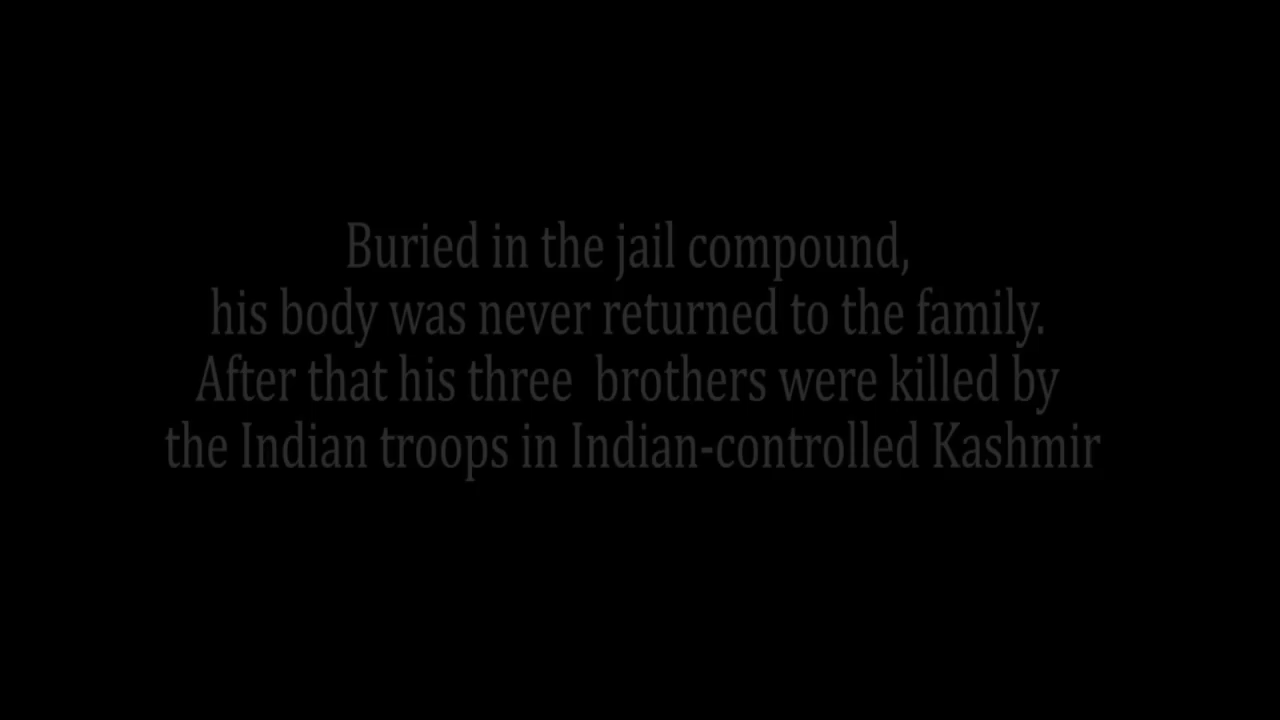 Buried in the jail compound,
his body was never returned to the family.
After that his three  brothers were killed by
the Indian troops in Indian-controlled Kashmir